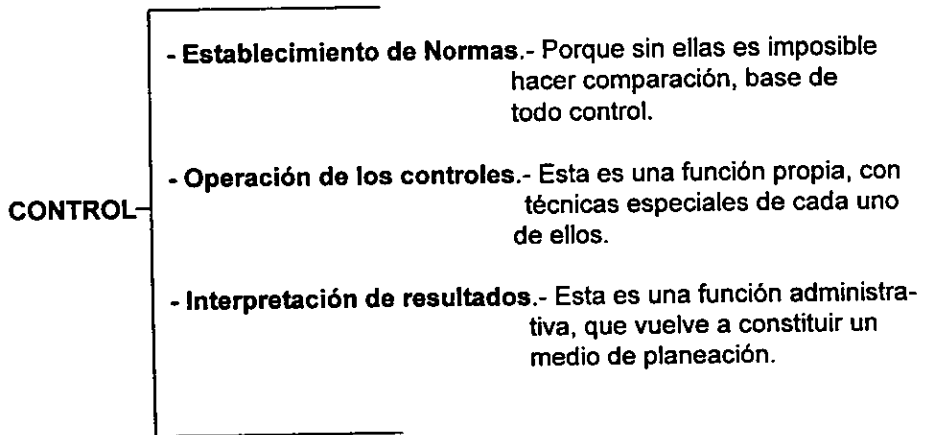 - Establecimiento de Normas.- Porque sin ellas es imposible
hacer comparación, base de
todo control.
- Operación de los controles.- Esta es una función propia, con
técnicas especiales de cada uno
de ellos.
CONTROL
- Interpretación de resultados.- Esta es una función administra-
tiva, que vuelve a constituir un
medio de planeación.